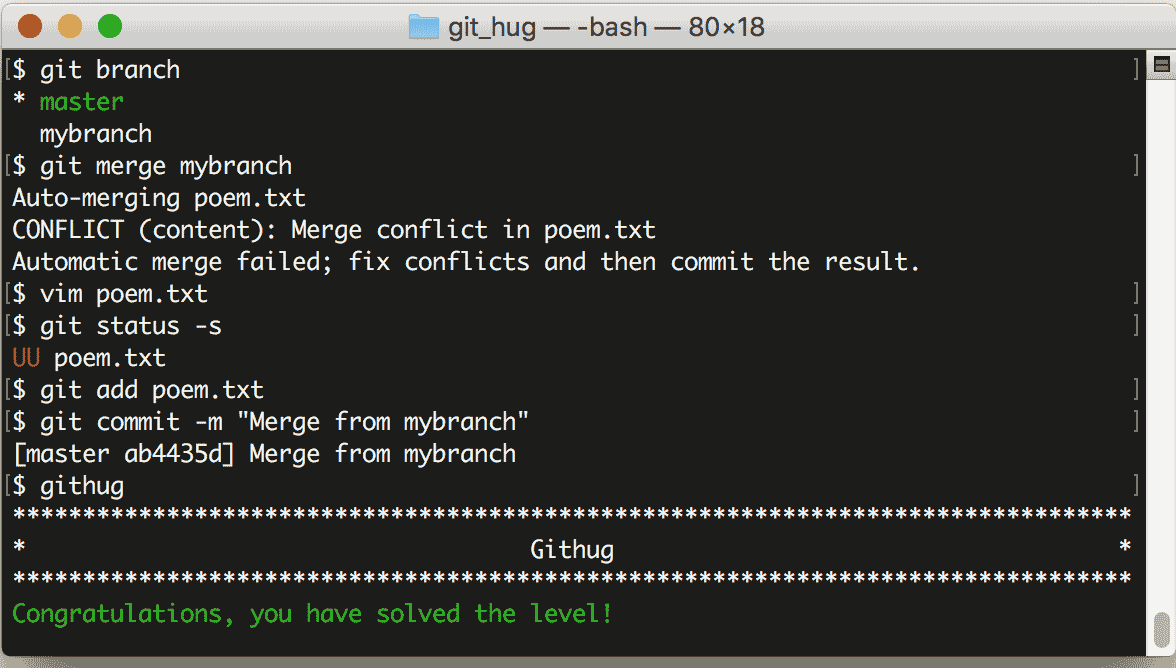 git_hug — -bash — 80×18
[$ git branch ]
* master
  mybranch
[$ git merge mybranch ]
Auto-merging poem.txt
CONFLICT (content): Merge conflict in poem.txt
Automatic merge failed; fix conflicts and then commit the result.
[$ vim poem.txt ]
[$ git status -s ]
UU poem.txt
[$ git add poem.txt ]
[$ git commit -m "Merge from mybranch" ]
[master ab4435d] Merge from mybranch
[$ githug ]
********************************************************************************
*                                    Githug                                    *
********************************************************************************
Congratulations, you have solved the level!